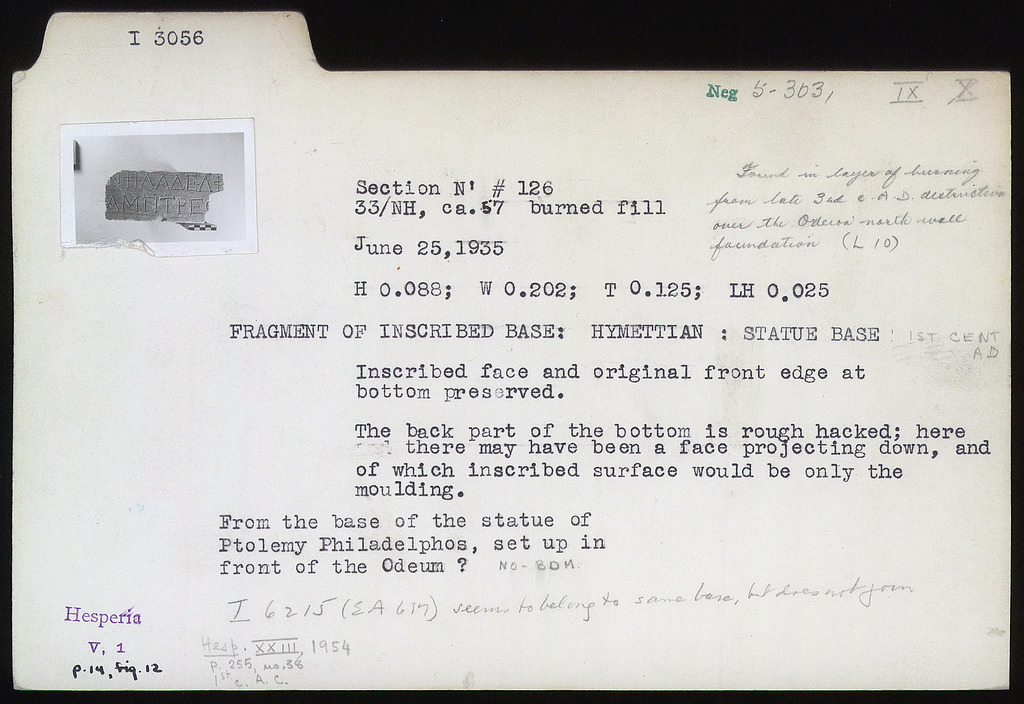 I 3056
Neg 5-303, IX X
ΦΙΛΑΔΕΛΦ
ΑΜΠΤΡΕ
Section N' # 126
33/NH, ca.57 burned fill
Found in layer of burning
from late 3rd c. A.D. destruction
over the Odeion north wall
foundation (L 10)
June 25,1935
H 0.088; W 0.202; T 0.125; LH 0.025
FRAGMENT OF INSCRIBED BASE: HYMETTIAN : STATUE BASE 1ST CENT
AD
Inscribed face and original front edge at
bottom preserved.
The back part of the bottom is rough hacked; here
and there may have been a face projecting down, and
of which inscribed surface would be only the
moulding.
From the base of the statue of
Ptolemy Philadelphos, set up in
front of the Odeum ? NO - BDM.
I 6215 (ΣΑ 617) seems to belong to same base, but does not join
Hesperia
V, 1
p.14, fig. 12
Hesp. XXIII, 1954
p. 255, no.38
1st c. A.C.